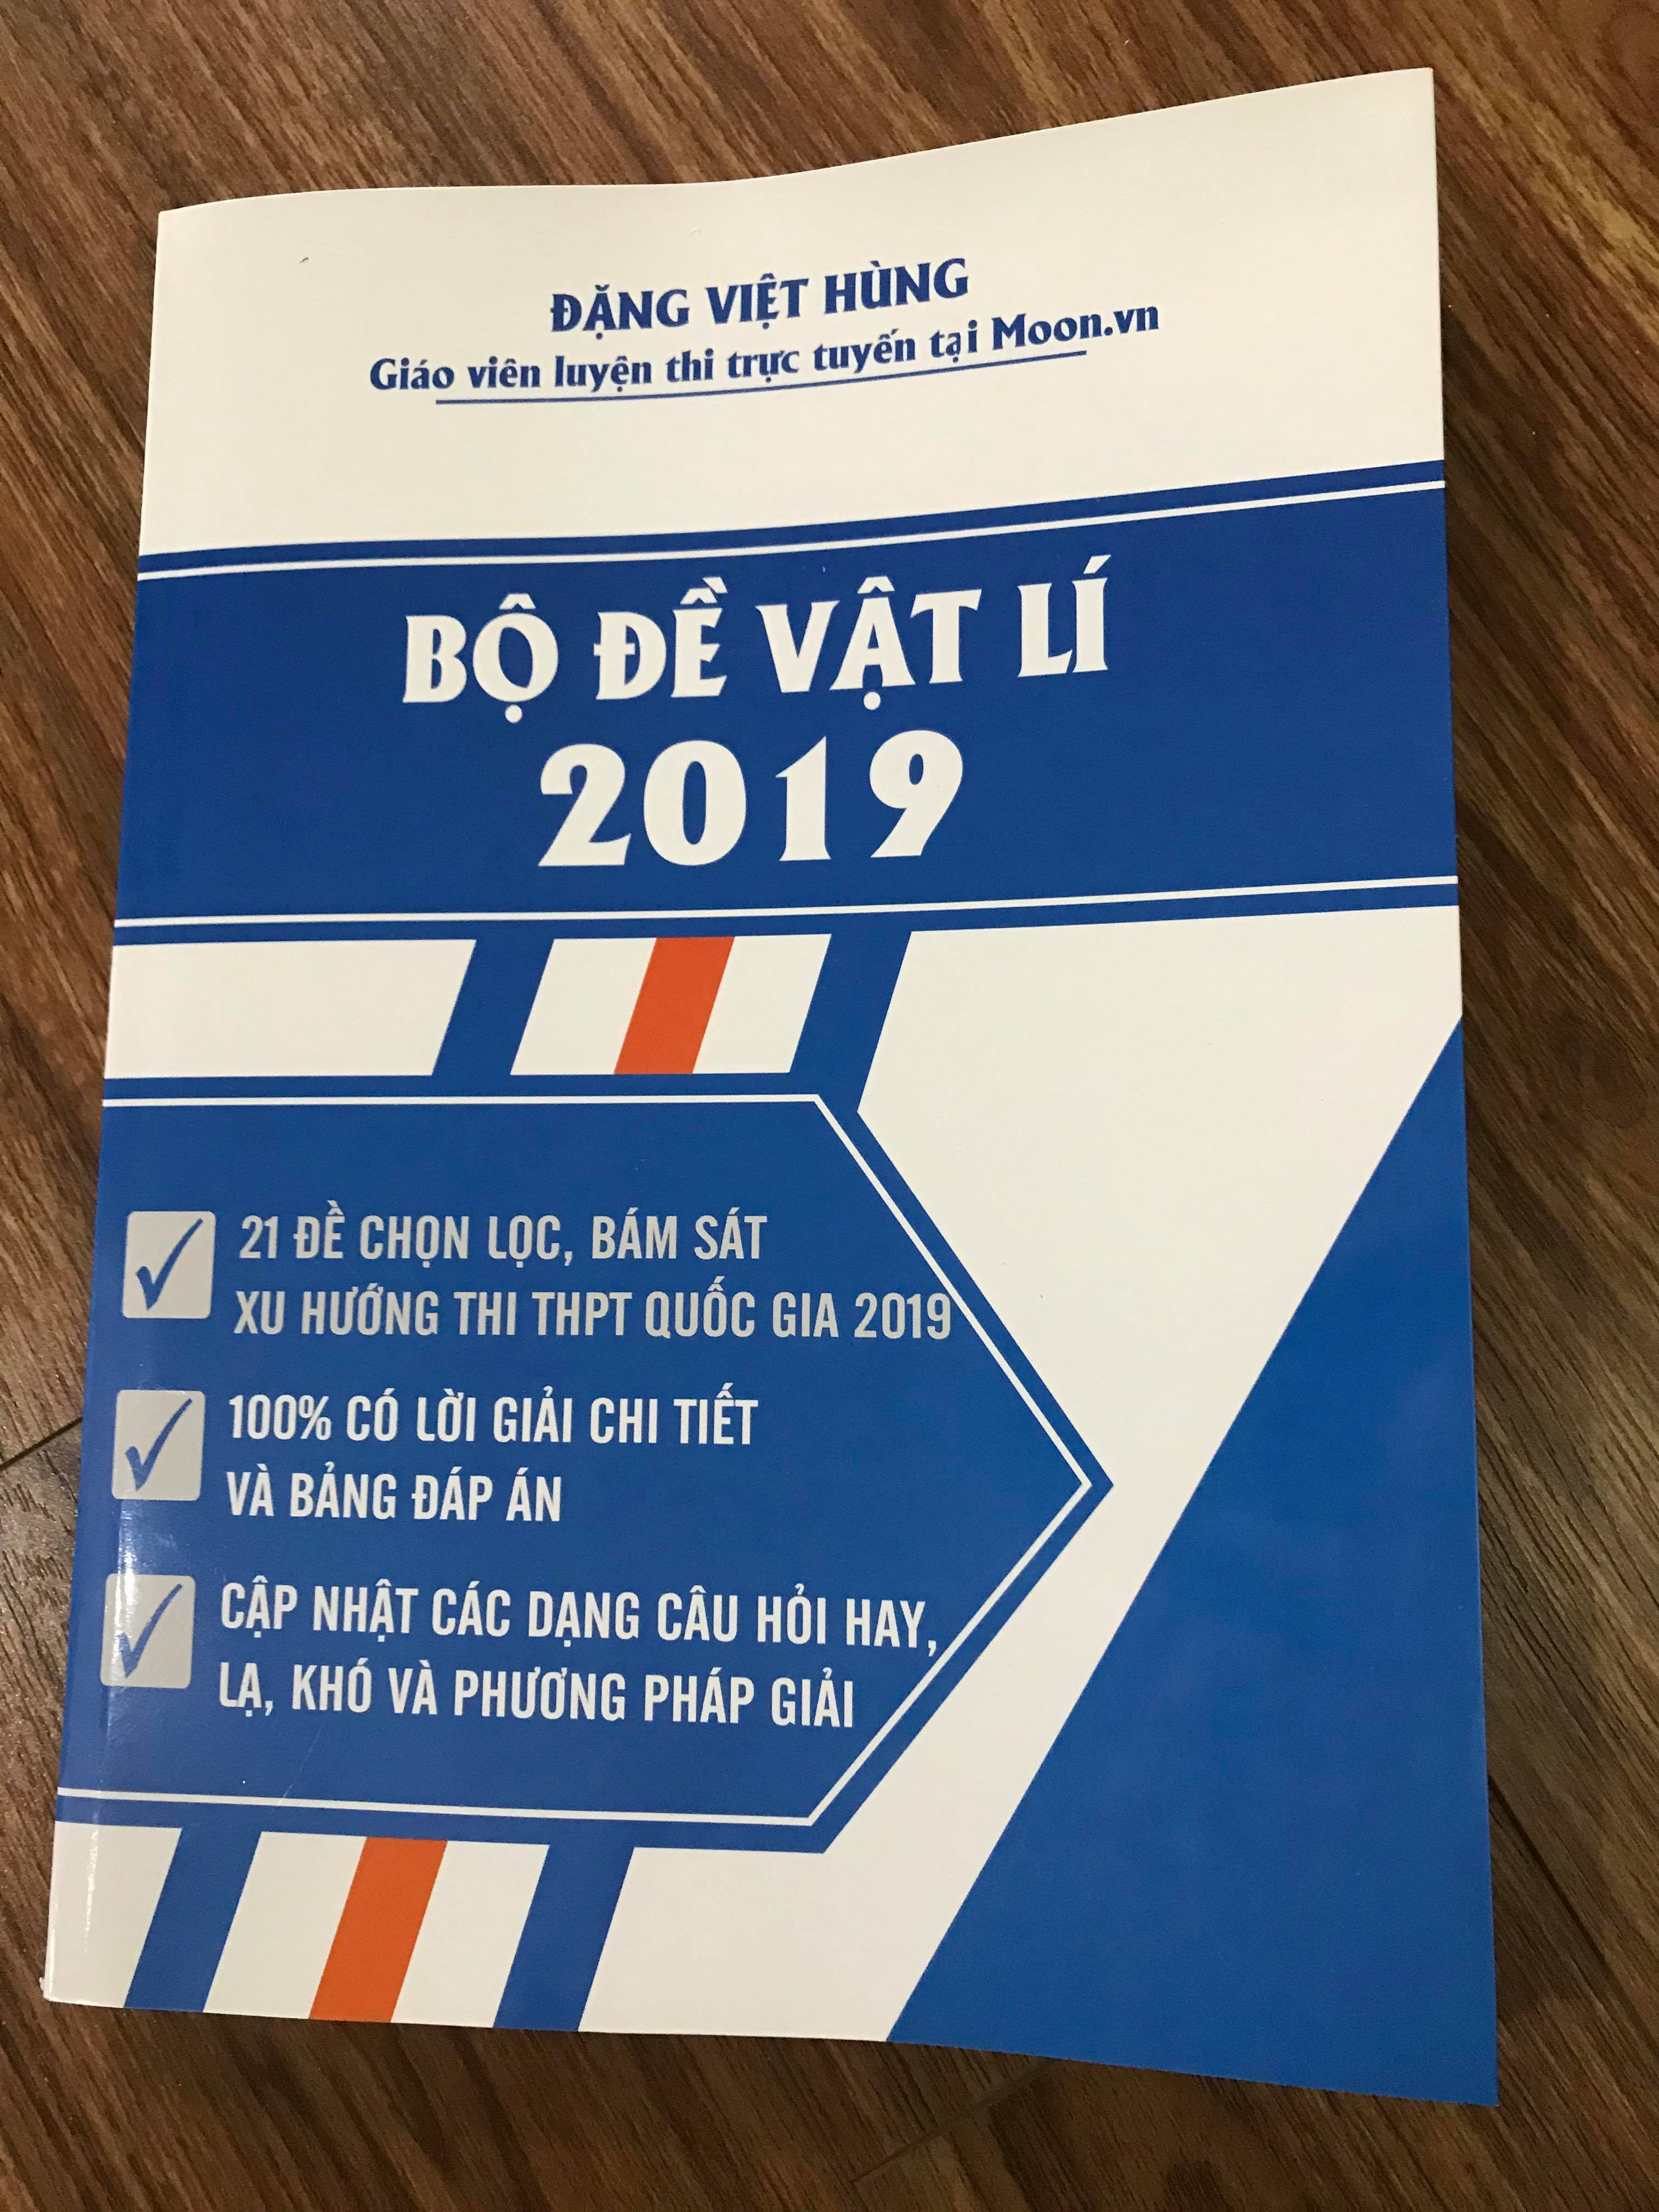 ĐẶNG VIỆT HÙNG
Giáo viên luyện thi trực tuyến tại Moon.vn
BỘ ĐỀ VẬT LÍ
2019
21 ĐỀ CHỌN LỌC, BÁM SÁT
XU HƯỚNG THI THPT QUỐC GIA 2019
100% CÓ LỜI GIẢI CHI TIẾT
VÀ BẢNG ĐÁP ÁN
CẬP NHẬT CÁC DẠNG CÂU HỎI HAY,
LẠ, KHÓ VÀ PHƯƠNG PHÁP GIẢI